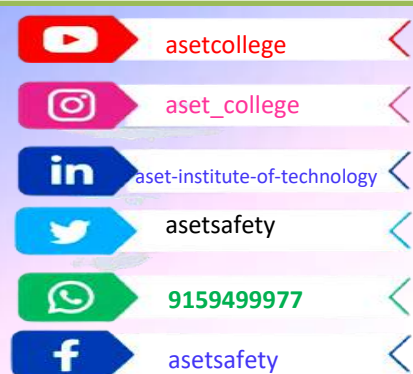 asetcollege
aset_college
in aset-institute-of-technology
asetsafety
9159499977
f asetsafety